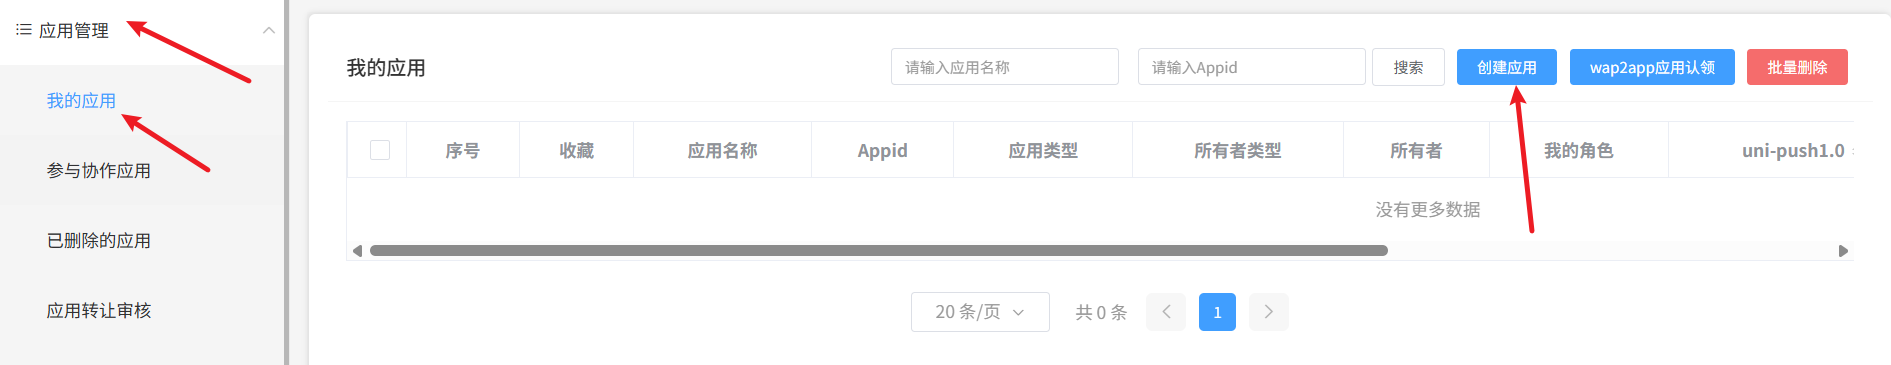 应用管理
我的应用
参与协作应用
已删除的应用
应用转让审核
我的应用 请输入应用名称 请输入Appid 搜索 创建应用 wap2app应用认领 批量删除
序号 收藏 应用名称 Appid 应用类型 所有者类型 所有者 我的角色 uni-push1.0
没有更多数据
20 条/页 共 0 条 1